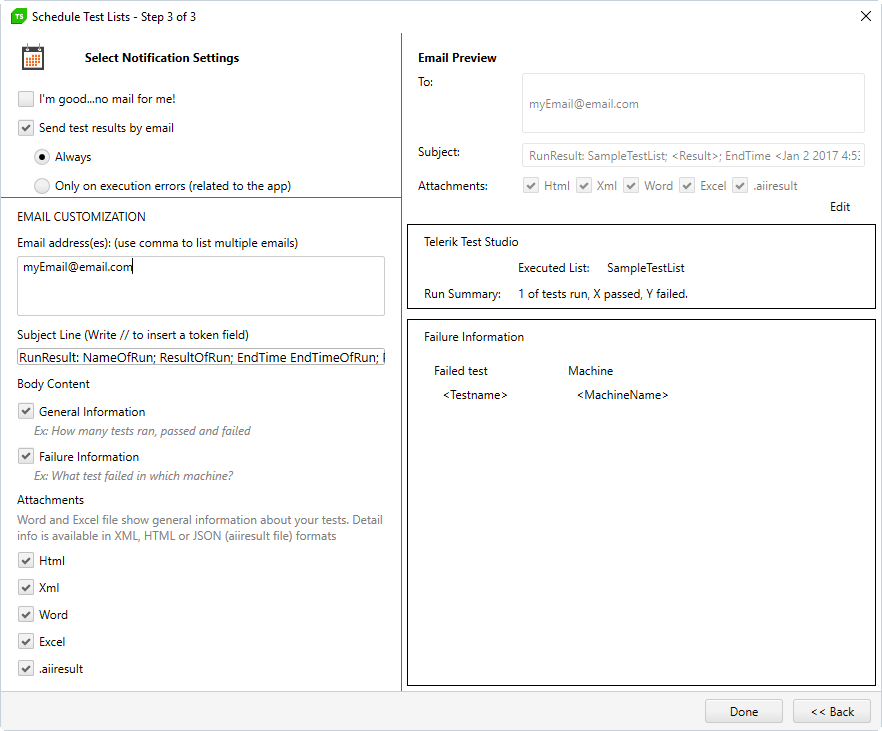 TS Schedule Test Lists - Step 3 of 3
Select Notification Settings
I'm good...no mail for me!
Send test results by email
Always
Only on execution errors (related to the app)
EMAIL CUSTOMIZATION
Email address(es): (use comma to list multiple emails)
myEmail@email.com
Subject Line (Write // to insert a token field)
RunResult: NameOfRun; ResultOfRun; EndTime EndTimeOfRun;
Body Content
General Information
Ex: How many tests ran, passed and failed
Failure Information
Ex: What test failed in which machine?
Attachments
Word and Excel file show general information about your tests. Detail
info is available in XML, HTML or JSON (aiiresult file) formats
Html
Xml
Word
Excel
.aiiresult
Email Preview
To:
myEmail@email.com
Subject: RunResult: SampleTestList; <Result>; EndTime <Jan 2 2017 4:53
Attachments: Html Xml Word Excel .aiiresult
Edit
Telerik Test Studio
Executed List: SampleTestList
Run Summary: 1 of tests run, X passed, Y failed.
Failure Information
Failed test Machine
<Testname> <MachineName>
Done << Back